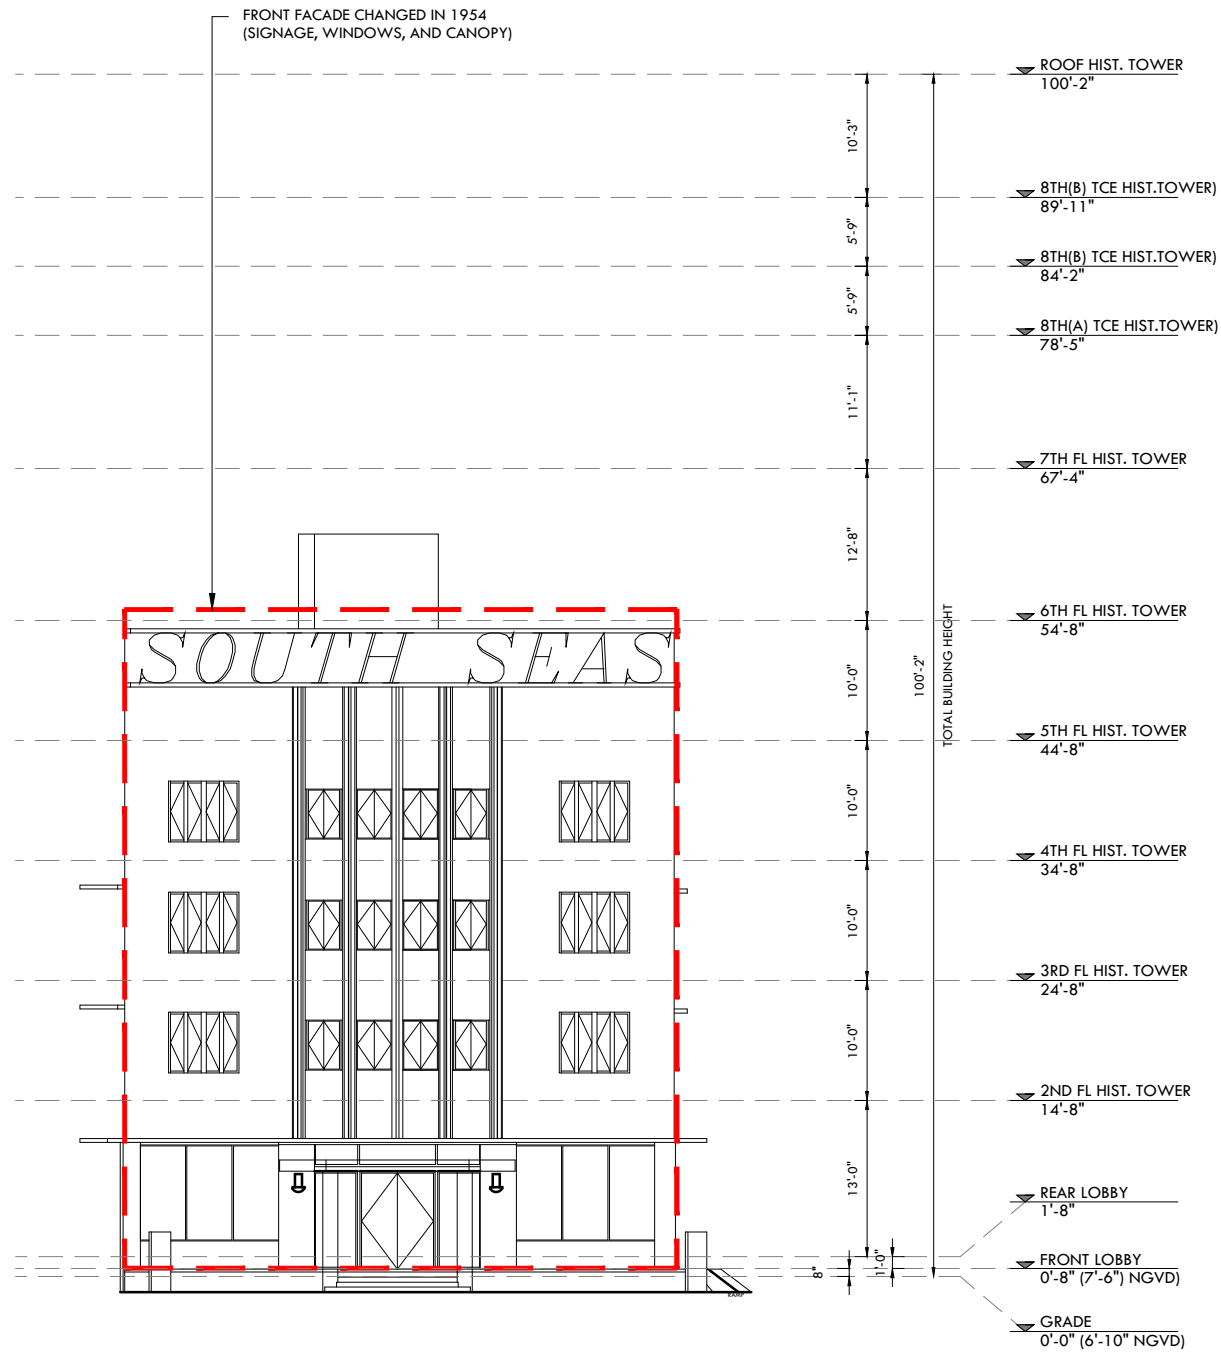 FRONT FACADE CHANGED IN 1954
(SIGNAGE, WINDOWS, AND CANOPY)
ROOF HIST. TOWER
100'-2"
10'-3"
8TH(B) TCE HIST.TOWER)
89'-11"
5'-9"
8TH(B) TCE HIST.TOWER)
84'-2"
5'-9"
8TH(A) TCE HIST.TOWER)
78'-5"
11'-1"
7TH FL HIST. TOWER
67'-4"
12'-8"
6TH FL HIST. TOWER
54'-8"
SOUTH SEAS
10'-0"
100'-2"
TOTAL BUILDING HEIGHT
5TH FL HIST. TOWER
44'-8"
10'-0"
4TH FL HIST. TOWER
34'-8"
10'-0"
3RD FL HIST. TOWER
24'-8"
10'-0"
2ND FL HIST. TOWER
14'-8"
13'-0"
REAR LOBBY
1'-8"
1'-0"
8"
FRONT LOBBY
0'-8" (7'-6") NGVD)
RAMP
GRADE
0'-0" (6'-10" NGVD)